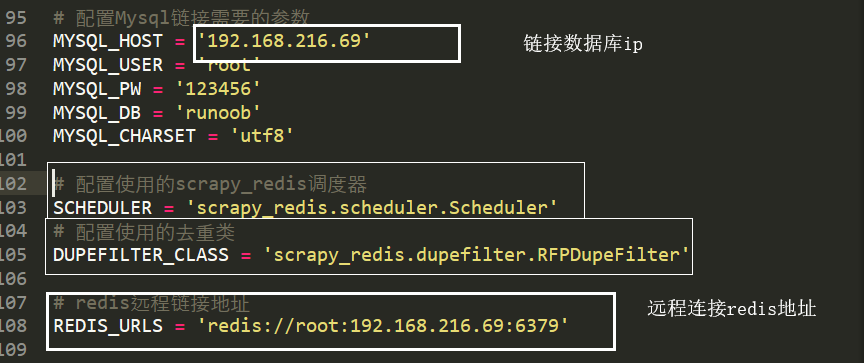 95 # 配置Mysql链接需要的参数
96 MYSQL_HOST = '192.168.216.69' 链接数据库ip
97 MYSQL_USER = 'root'
98 MYSQL_PW = '123456'
99 MYSQL_DB = 'runoob'
100 MYSQL_CHARSET = 'utf8'
101
102 # 配置使用的scrapy_redis调度器
103 SCHEDULER = 'scrapy_redis.scheduler.Scheduler'
104 # 配置使用的去重类
105 DUPEFILTER_CLASS = 'scrapy_redis.dupefilter.RFPDupeFilter'
106
107 # redis远程链接地址 远程连接redis地址
108 REDIS_URLS = 'redis://root:192.168.216.69:6379'
109